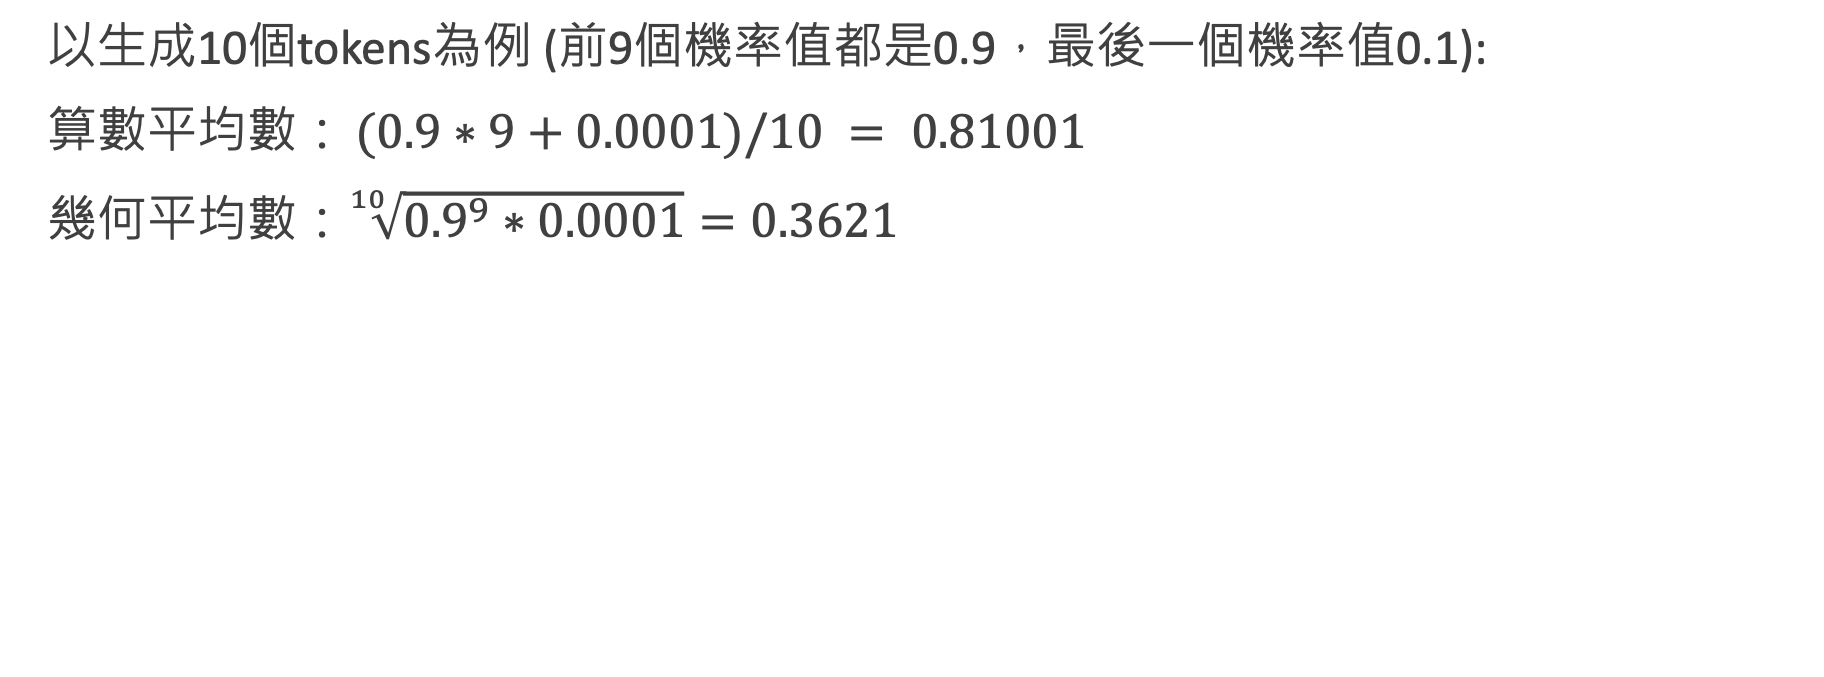 以生成10個tokens為例 (前9個機率值都是0.9，最後一個機率值0.1):
算數平均數：(0.9 * 9 + 0.0001)/10 = 0.81001
幾何平均數：¹⁰√(0.9⁹ * 0.0001) = 0.3621